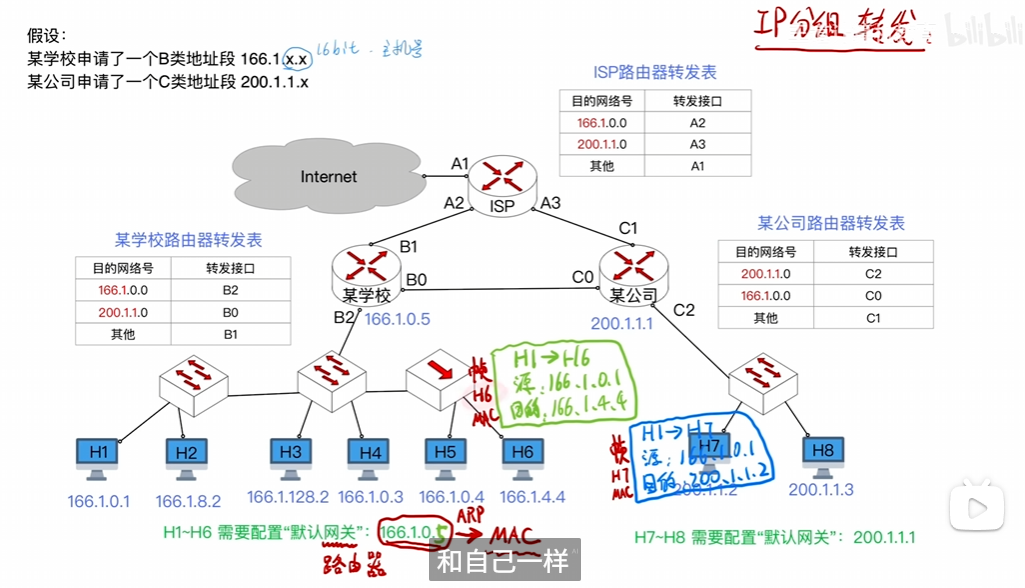 IP分组 转发
bilibili
假设：
某学校申请了一个B类地址段 166.1.x.x 16bit. 主机号
某公司申请了一个C类地址段 200.1.1.x
ISP路由器转发表
目的网络号 转发接口
166.1.0.0 A2
200.1.1.0 A3
其他 A1
Internet
A1
ISP
A2 A3
某学校路由器转发表
目的网络号 转发接口
166.1.0.0 B2
200.1.1.0 B0
其他 B1
某公司路由器转发表
目的网络号 转发接口
200.1.1.0 C2
166.1.0.0 C0
其他 C1
B1 C1
B0 C0
某学校 某公司
B2 C2
166.1.0.5
200.1.1.1
帧
H6
MAC
H1→H6
源：166.1.0.1
目的：166.1.4.4
帧
H7
MAC
H1→H7
源：166.1.0.1
目的：200.1.1.2
H1 H2 H3 H4 H5 H6 H7 H8
166.1.0.1 166.1.8.2 166.1.128.2 166.1.0.3 166.1.0.4 166.1.4.4 200.1.1.2 200.1.1.3
H1~H6 需要配置“默认网关”：166.1.0.5 ARP → MAC
路由器
H7~H8 需要配置“默认网关”：200.1.1.1
和自己一样